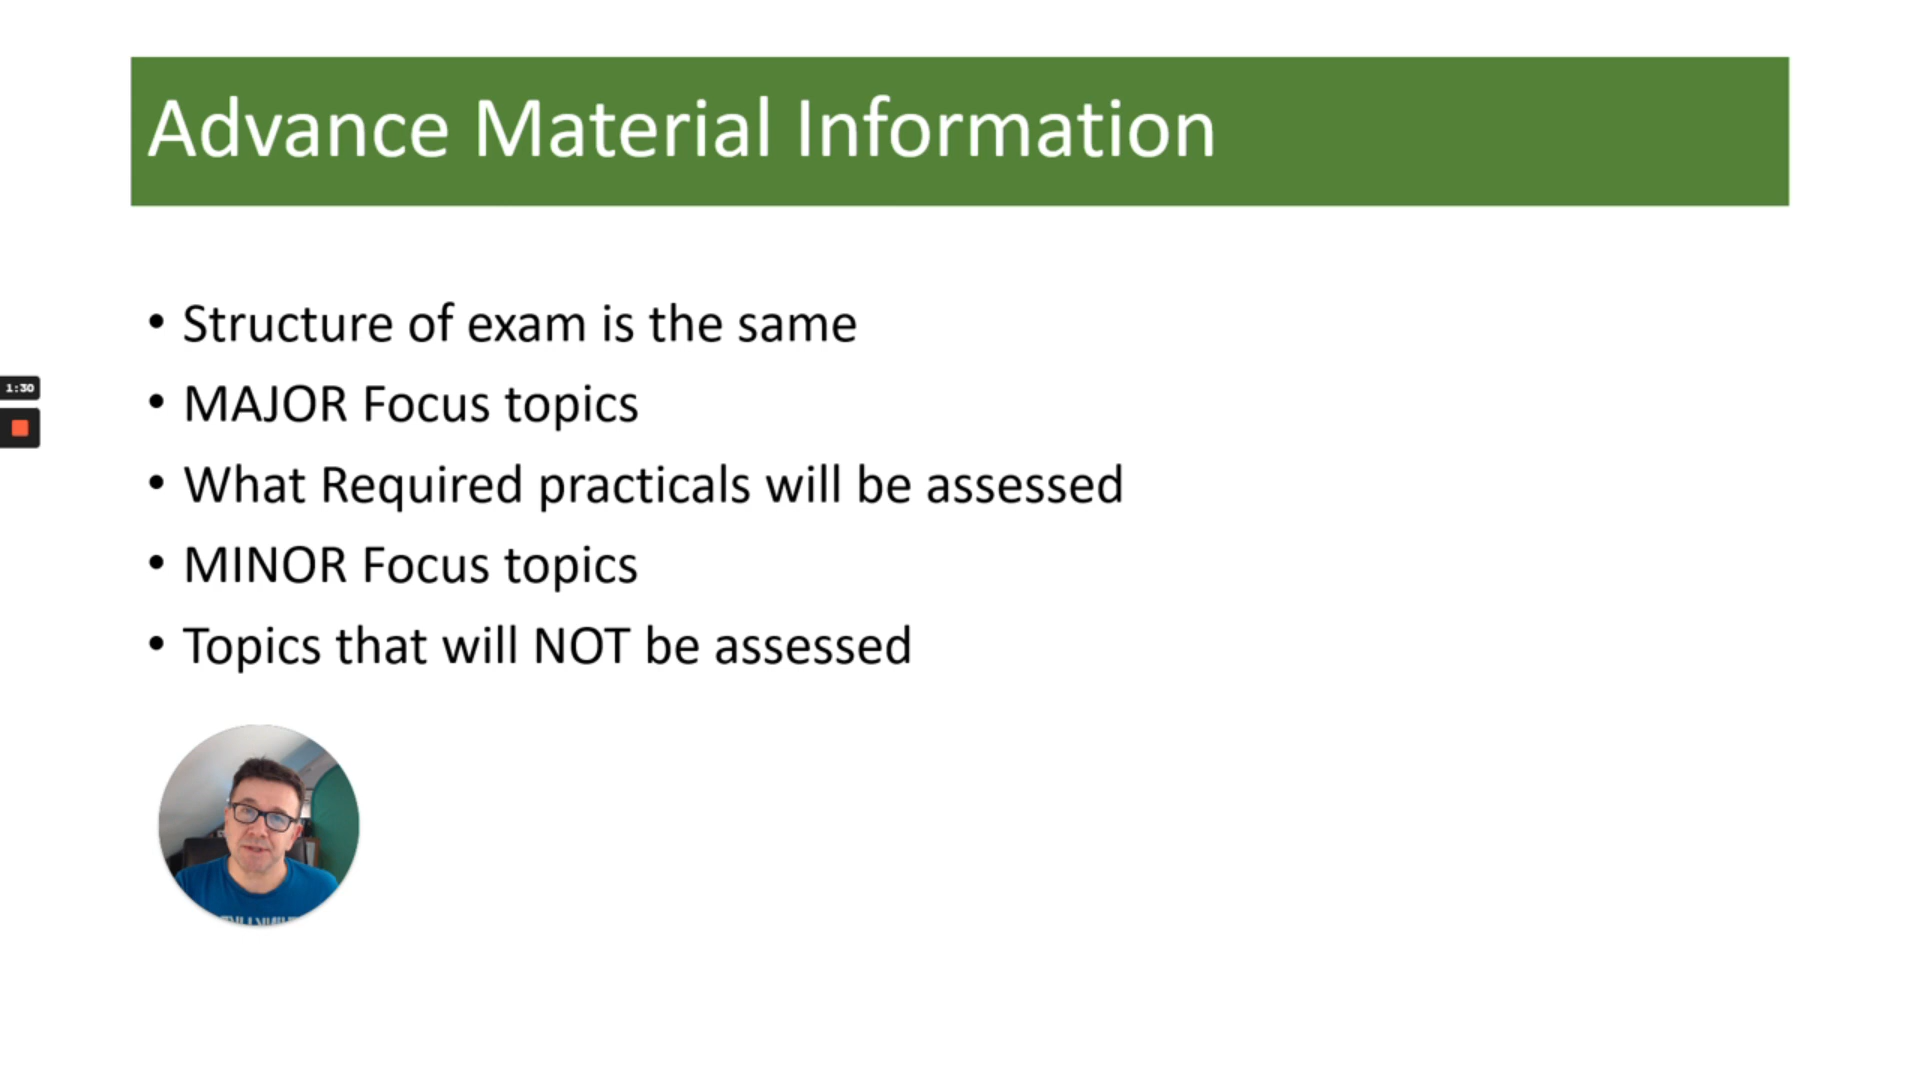 Advance Material Information
• Structure of exam is the same
• MAJOR Focus topics
1:30
• What Required practicals will be assessed
• MINOR Focus topics
• Topics that will NOT be assessed